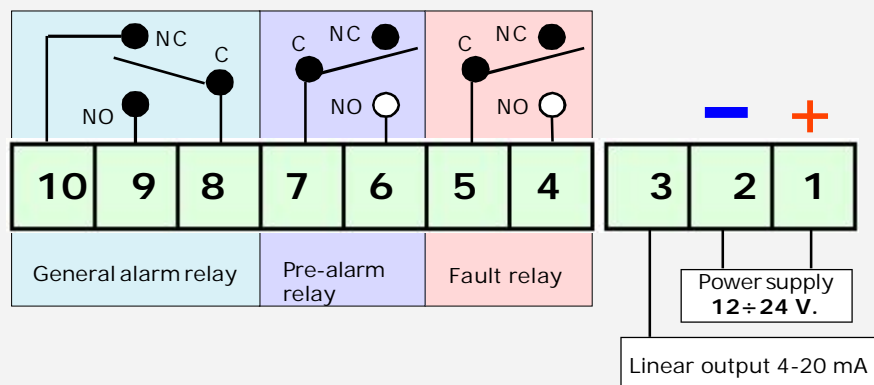 NC
C
NO
C
NC
NO
C
NC
NO
− +
10 9 8 7 6 5 4 3 2 1
General alarm relay
Pre-alarm
relay
Fault relay
Power supply
12÷24 V.
Linear output 4-20 mA